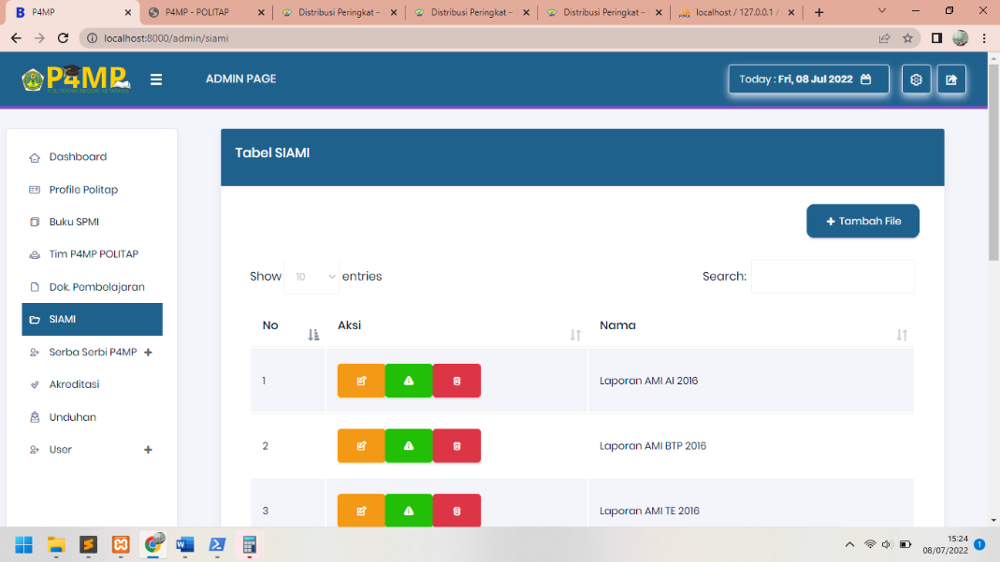 P4MP
P4MP - POLITAP
Distribusi Peringkat –
Distribusi Peringkat –
Distribusi Peringkat –
localhost / 127.0.0.1 /
localhost:8000/admin/siami
P4MP
ADMIN PAGE
Today : Fri, 08 Jul 2022
Dashboard
Profile Politap
Buku SPMI
Tim P4MP POLITAP
Dok. Pembelajaran
SIAMI
Serba Serbi P4MP
Akreditasi
Unduhan
User
Tabel SIAMI
Tambah File
Show 10 entries
Search:
No Aksi Nama
1 Laporan AMI AI 2016
2 Laporan AMI BTP 2016
3 Laporan AMI TE 2016
15:24
08/07/2022
1